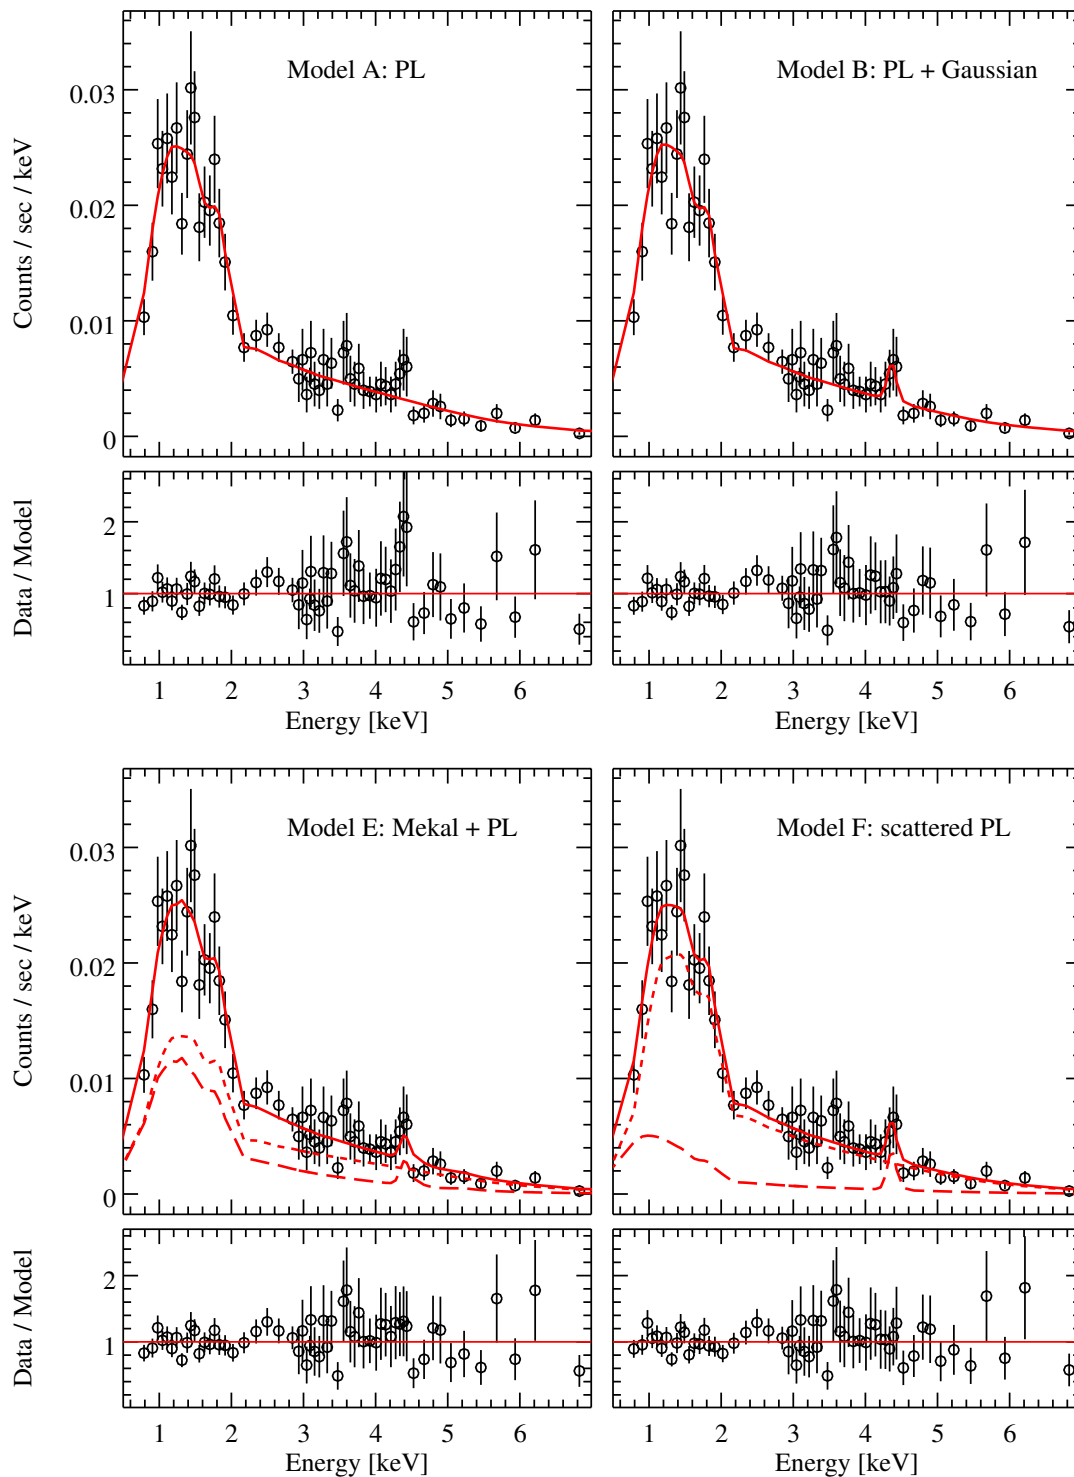 Model A: PL
Model B: PL + Gaussian
Counts / sec / keV
0.03
0.02
0.01
0
Data / Model
2
1
1 2 3 4 5 6
1 2 3 4 5 6
Energy [keV]
Energy [keV]
Model E: Mekal + PL
Model F: scattered PL
Counts / sec / keV
0.03
0.02
0.01
0
Data / Model
2
1
1 2 3 4 5 6
1 2 3 4 5 6
Energy [keV]
Energy [keV]